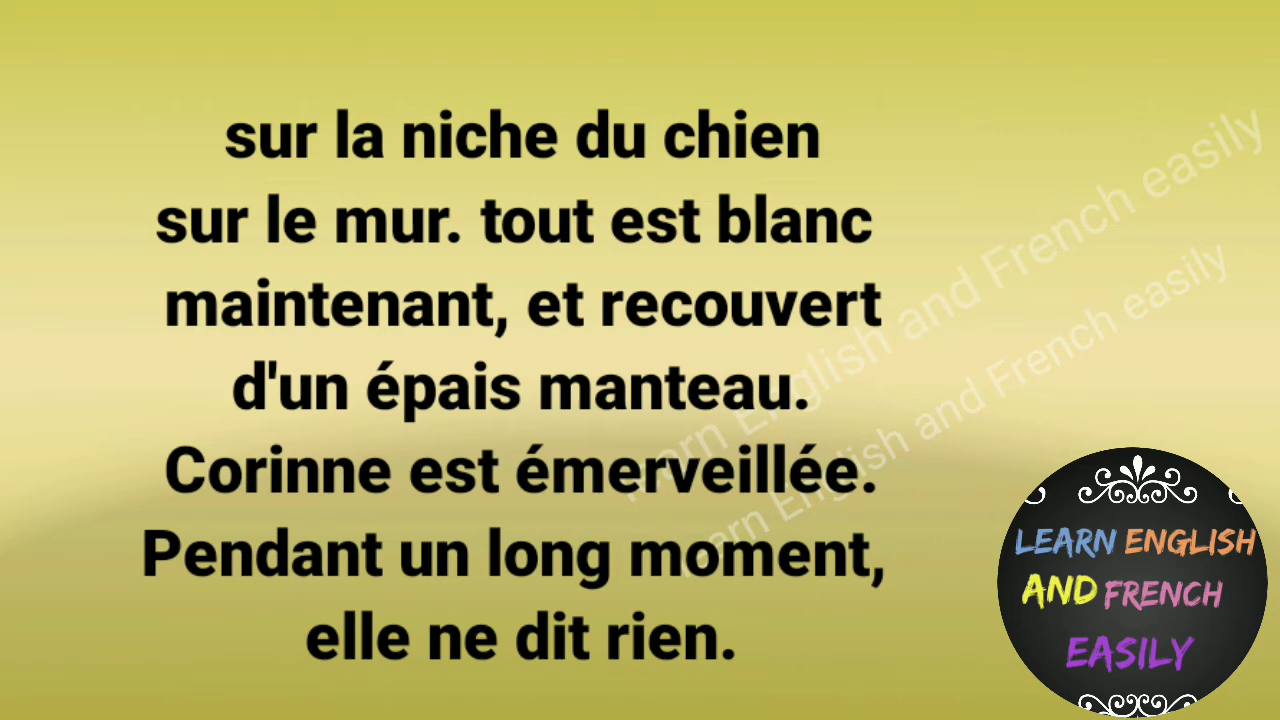 sur la niche du chien
sur le mur. tout est blanc
maintenant, et recouvert
d'un épais manteau.
Corinne est émerveillée.
Pendant un long moment,
elle ne dit rien.
Learn English and French easily
Learn English and French easily
LEARN ENGLISH
AND FRENCH
EASILY